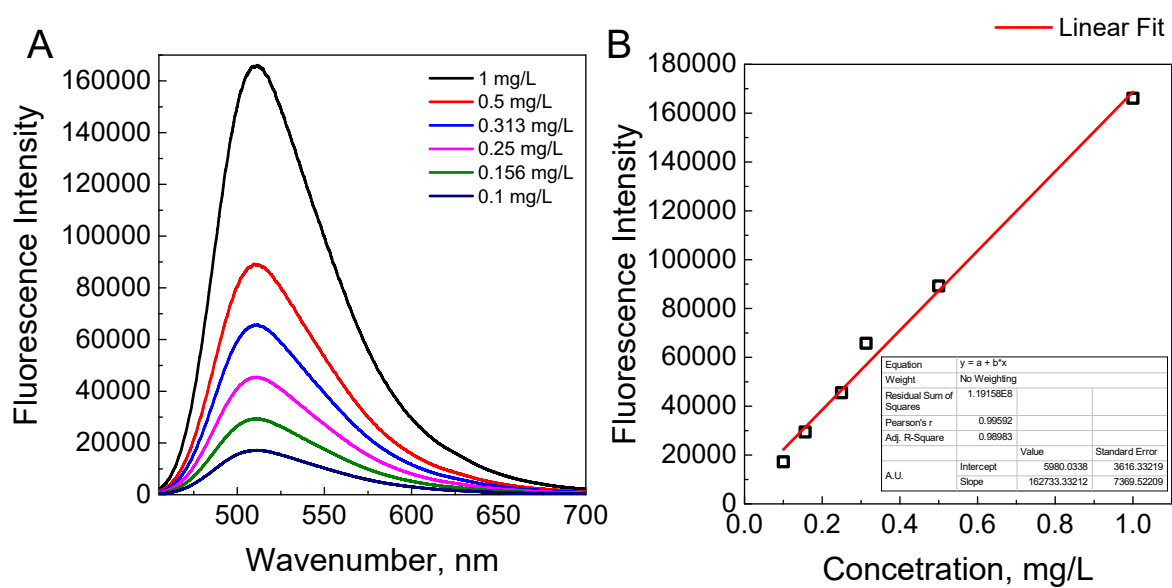 A
160000
140000
120000
100000
80000
60000
40000
20000
0
500
550
600
650
700
Fluorescence Intensity
Wavenumber, nm
1 mg/L
0.5 mg/L
0.313 mg/L
0.25 mg/L
0.156 mg/L
0.1 mg/L
B
Linear Fit
180000
160000
140000
120000
100000
80000
60000
40000
20000
0
0.0
0.2
0.4
0.6
0.8
1.0
Fluorescence Intensity
Concetration, mg/L
Equation y = a + b*x
Weight No Weighting
Residual Sum of
Squares 1.19158E8
Pearson's r 0.99592
Adj. R-Square 0.98983
Value Standard Error
A.U. Intercept 5980.0338 3616.33219
Slope 162733.33212 7369.52209